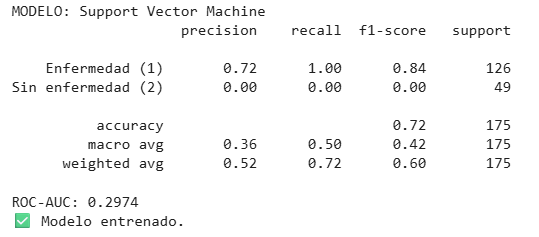 MODELO: Support Vector Machine
precision recall f1-score support
Enfermedad (1) 0.72 1.00 0.84 126
Sin enfermedad (2) 0.00 0.00 0.00 49
accuracy 0.72 175
macro avg 0.36 0.50 0.42 175
weighted avg 0.52 0.72 0.60 175
ROC-AUC: 0.2974
✅ Modelo entrenado.